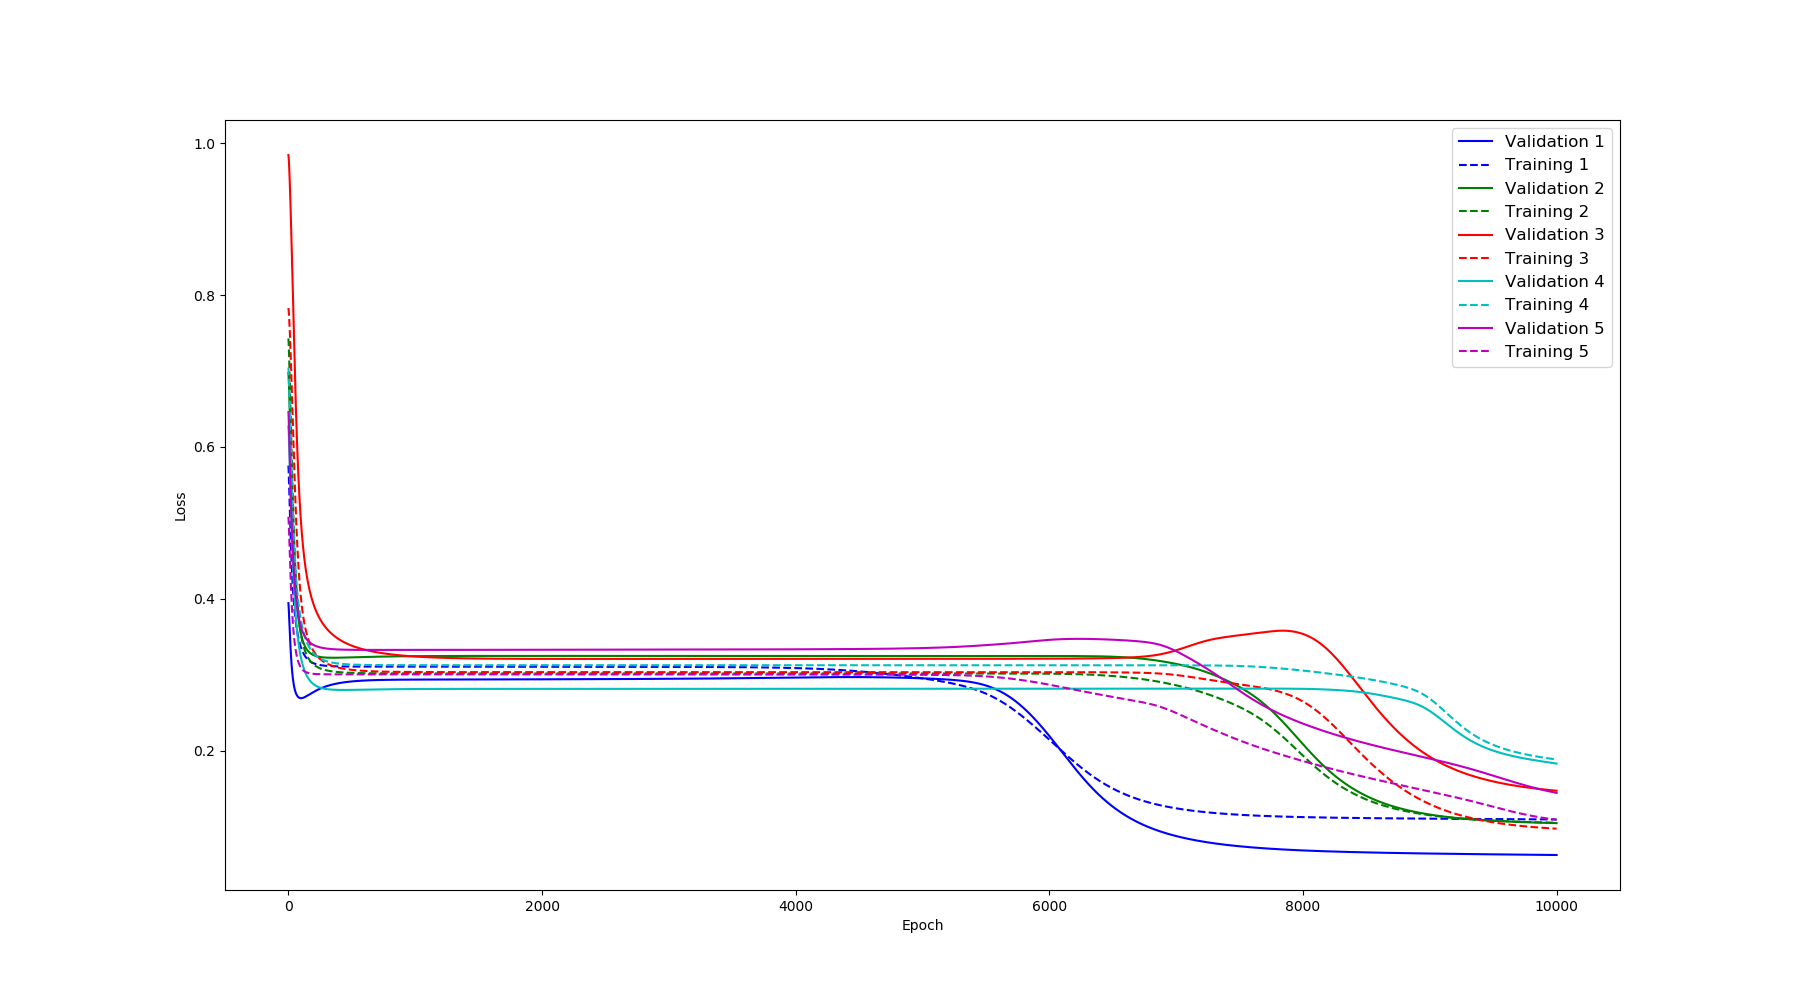 1.0
0.8
0.6
0.4
0.2
Loss
0 2000 4000 6000 8000 10000
Epoch
Validation 1
Training 1
Validation 2
Training 2
Validation 3
Training 3
Validation 4
Training 4
Validation 5
Training 5